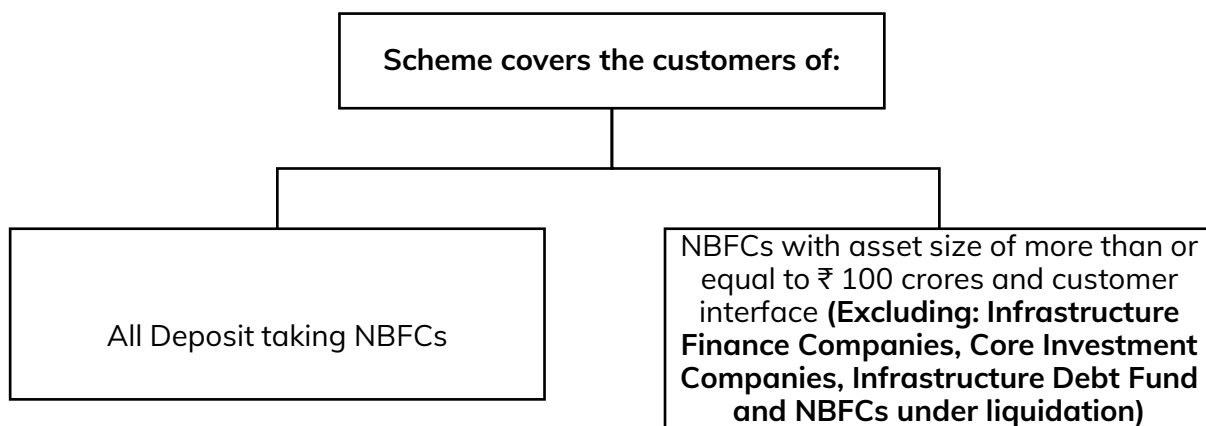 Scheme covers the customers of:
All Deposit taking NBFCs
NBFCs with asset size of more than or
equal to ₹ 100 crores and customer
interface (Excluding: Infrastructure
Finance Companies, Core Investment
Companies, Infrastructure Debt Fund
and NBFCs under liquidation)